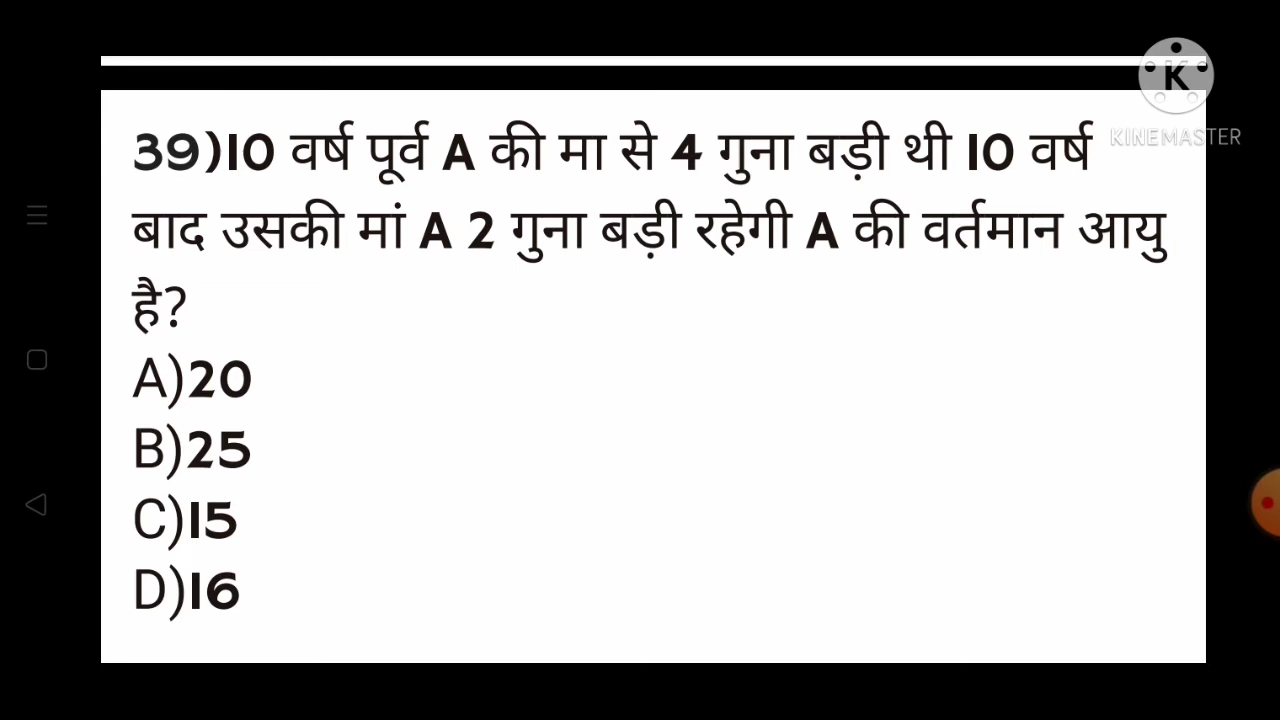 K
KINEMASTER
39)10 वर्ष पूर्व A की मा से 4 गुना बड़ी थी 10 वर्ष
बाद उसकी मां A 2 गुना बड़ी रहेगी A की वर्तमान आयु
है?
A)20
B)25
C)15
D)16